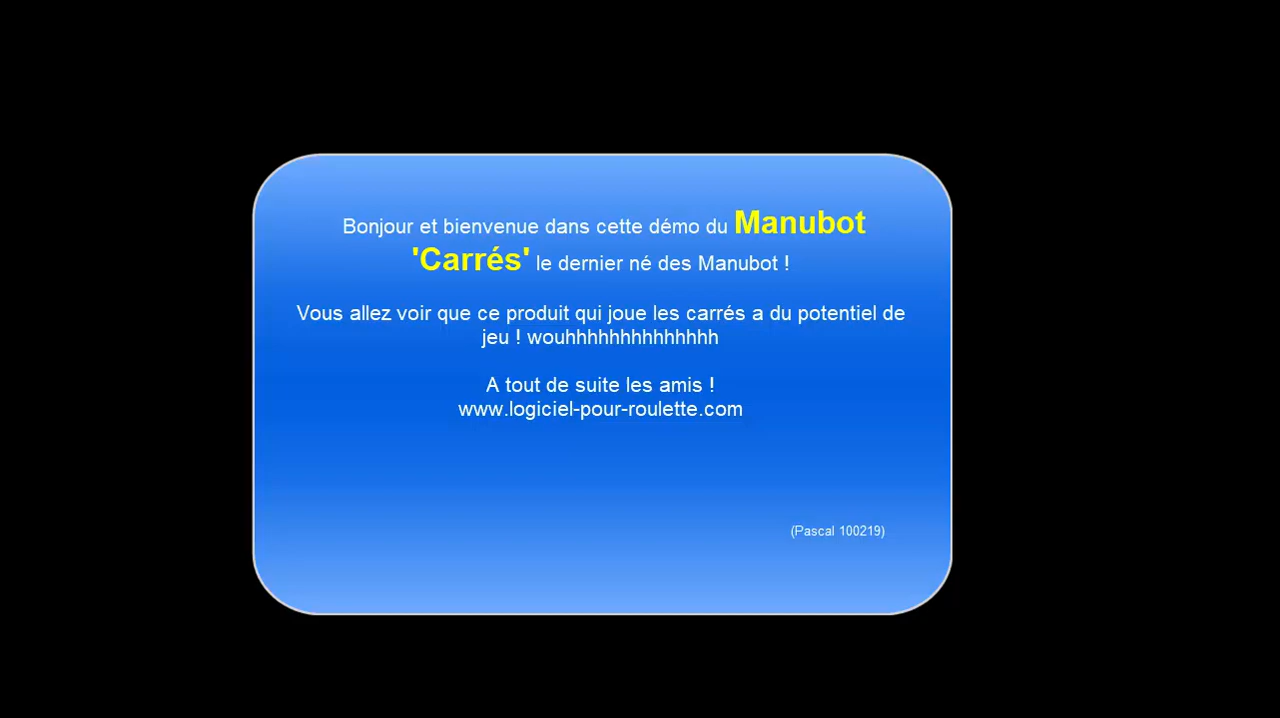 Bonjour et bienvenue dans cette démo du Manubot
'Carrés' le dernier né des Manubot !
Vous allez voir que ce produit qui joue les carrés a du potentiel de
jeu ! wouhhhhhhhhhhhhhh
A tout de suite les amis !
www.logiciel-pour-roulette.com
(Pascal 100219)